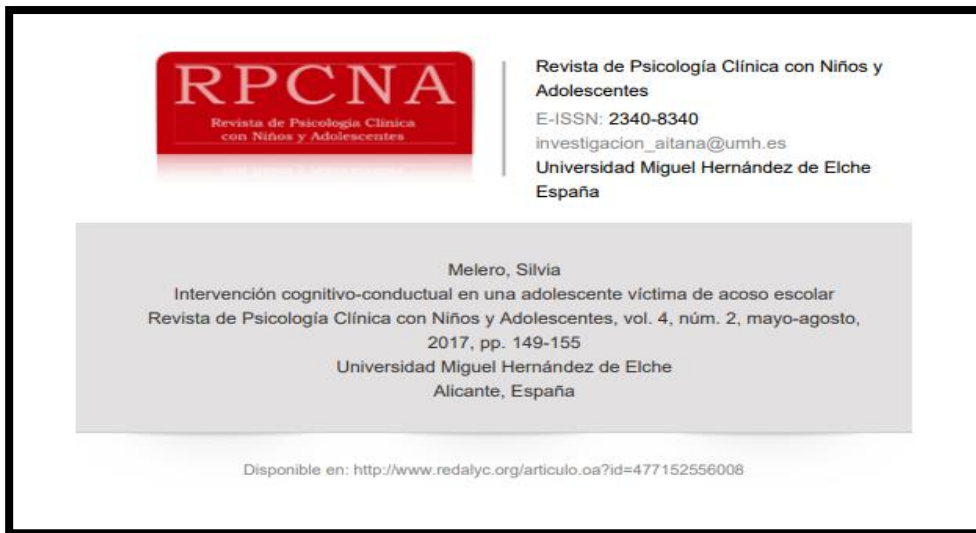 RPCNA
Revista de Psicología Clínica
con Niños y Adolescentes
Revista de Psicología Clínica con Niños y
Adolescentes
E-ISSN: 2340-8340
investigacion_aitana@umh.es
Universidad Miguel Hernández de Elche
España
Melero, Silvia
Intervención cognitivo-conductual en una adolescente víctima de acoso escolar
Revista de Psicología Clínica con Niños y Adolescentes, vol. 4, núm. 2, mayo-agosto,
2017, pp. 149-155
Universidad Miguel Hernández de Elche
Alicante, España
Disponible en: http://www.redalyc.org/articulo.oa?id=477152556008